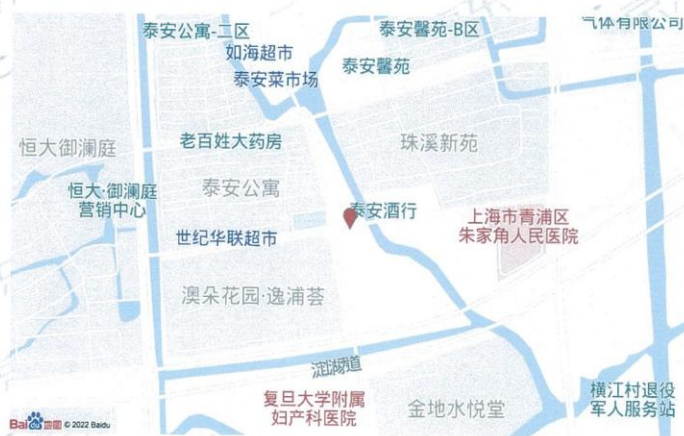 气体有限公司
泰安公寓-二区
泰安馨苑-B区
如海超市
泰安馨苑
泰安菜市场
老百姓大药房
珠溪新苑
恒大御澜庭
泰安公寓
恒大·御澜庭
营销中心
泰安酒行
上海市青浦区
朱家角人民医院
世纪华联超市
澳朵花园·逸浦荟
淀湖道
复旦大学附属
妇产科医院
金地水悦堂
横江村退役
军人服务站
Bai du 地图 © 2022 Baidu